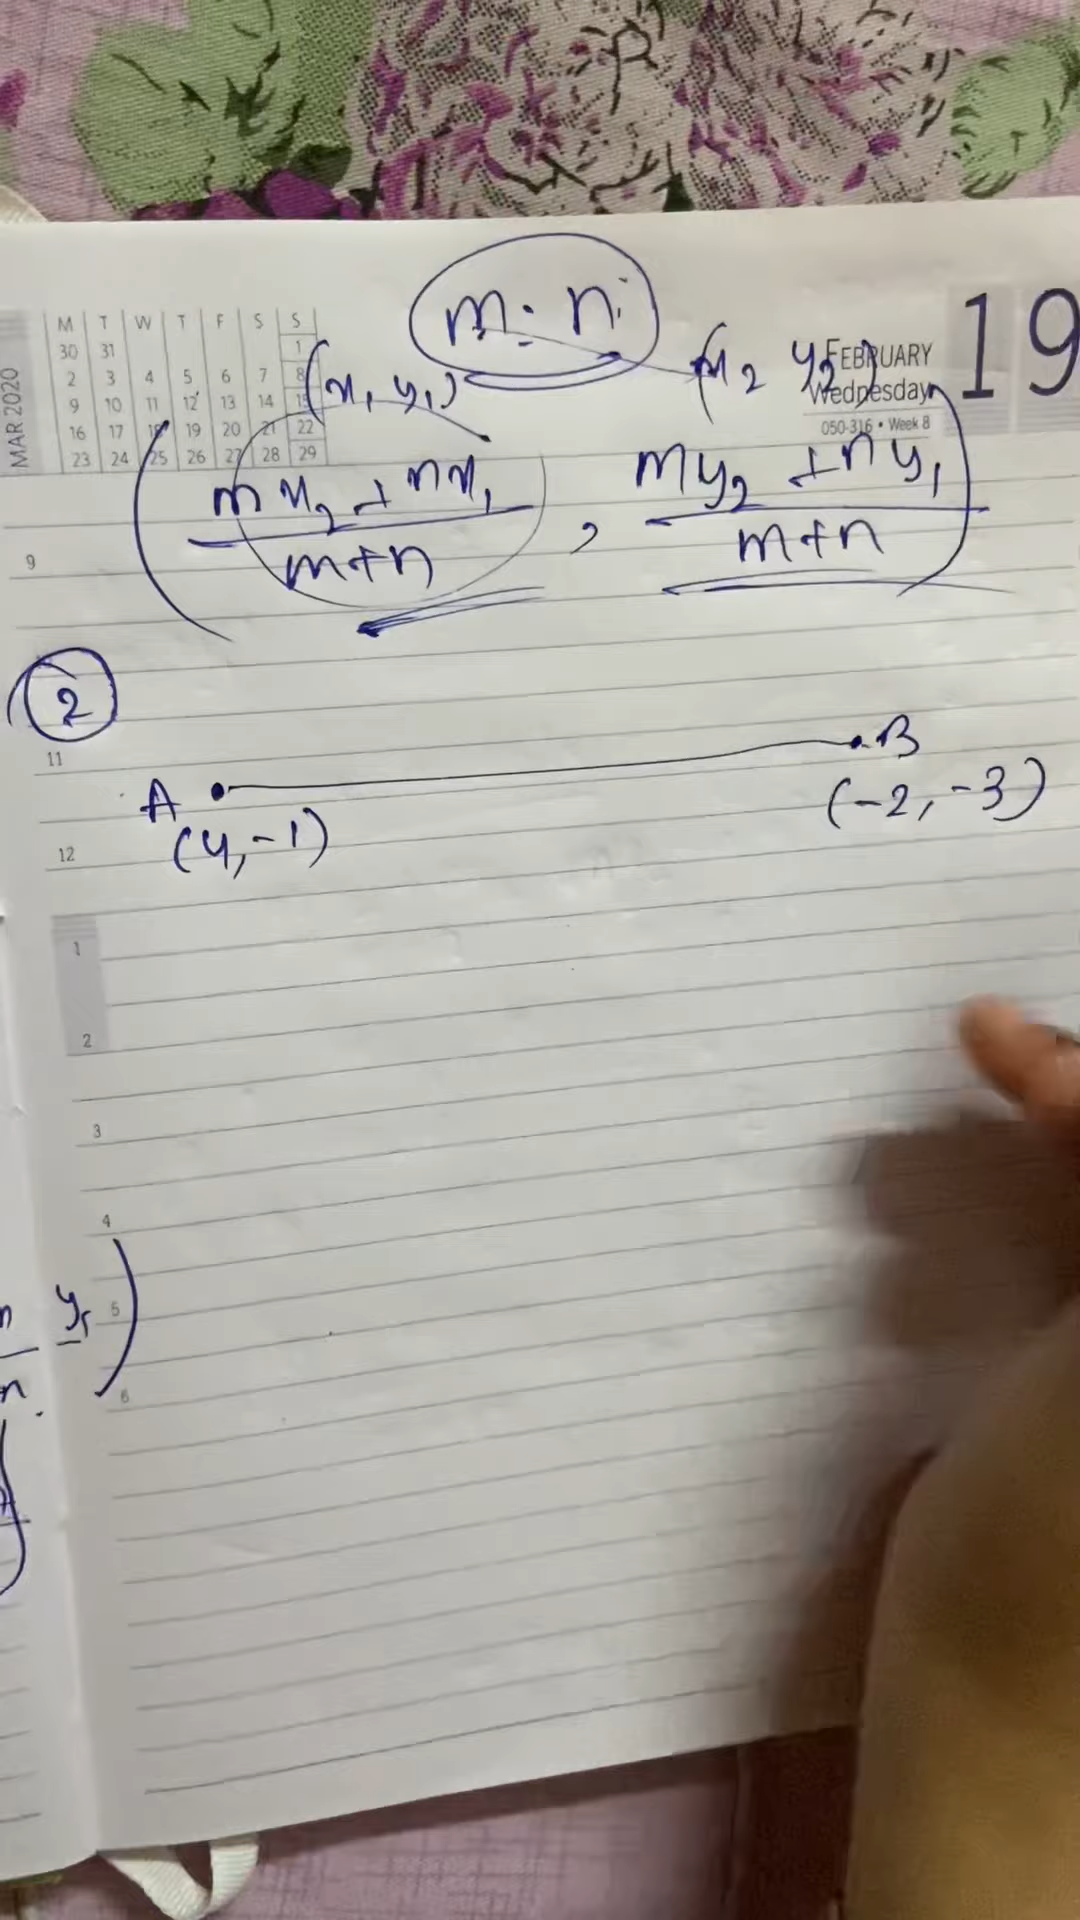 m : n
M T W T F S S
30 31 1
2 3 4 5 6 7 8
9 10 11 12 13 14 15
16 17 18 19 20 21 22
23 24 25 26 27 28 29
MAR 2020
(x₁ y₁)
(x₂ y₂)
FEBRUARY
Wednesday
050-316 • Week 8
19
(mx₂ + nx₁ / m+n , my₂ + ny₁ / m+n)
9
2
11
A B
(4, -1) (-2, -3)
12
1
2
3
4
y₁ )
5
n
6